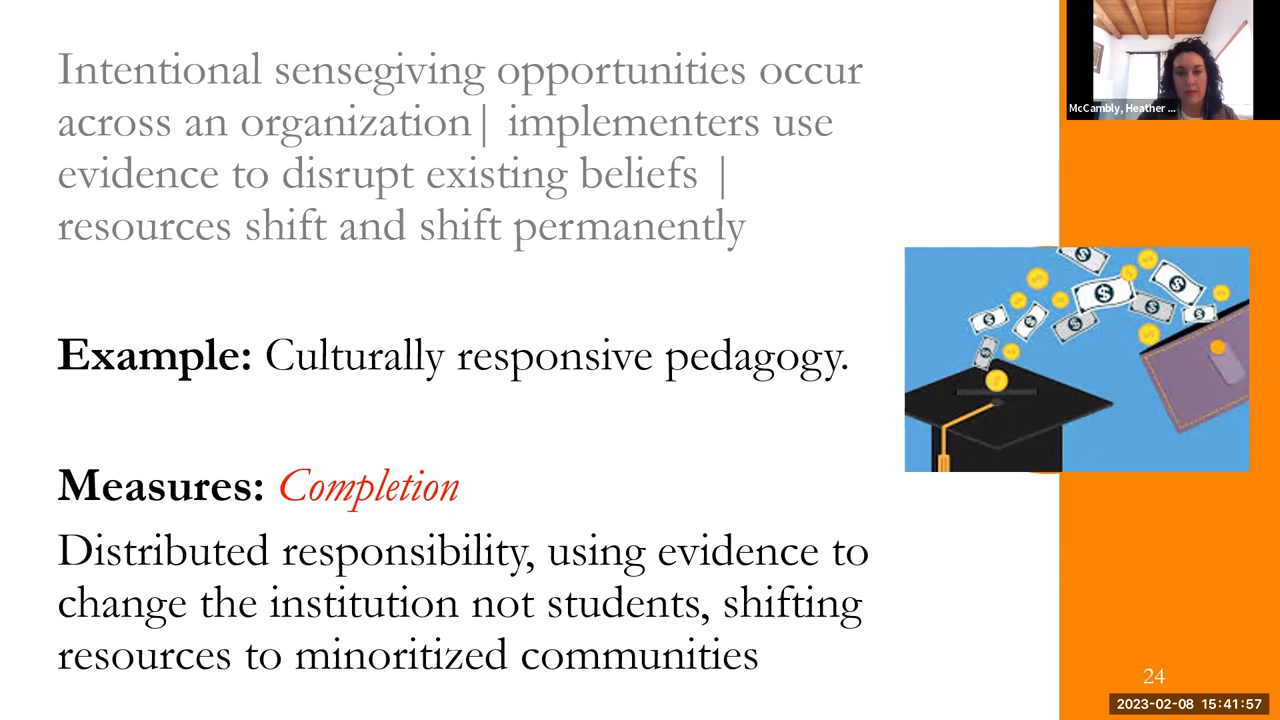 Intentional sensegiving opportunities occur
across an organization| implementers use
evidence to disrupt existing beliefs |
resources shift and shift permanently
Example: Culturally responsive pedagogy.
Measures: Completion
Distributed responsibility, using evidence to
change the institution not students, shifting
resources to minoritized communities
McCambly, Heather ...
24
2023-02-08 15:41:57